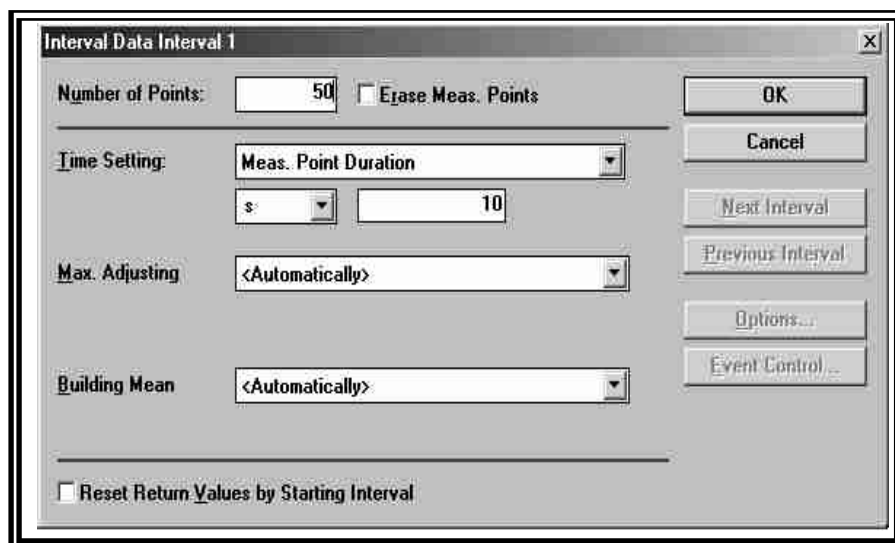 Interval Data Interval 1
Number of Points: 50 Erase Meas. Points
OK
Cancel
Time Setting: Meas. Point Duration
s 10
Next Interval
Previous Interval
Max. Adjusting <Automatically>
Options...
Event Control...
Building Mean <Automatically>
Reset Return Values by Starting Interval